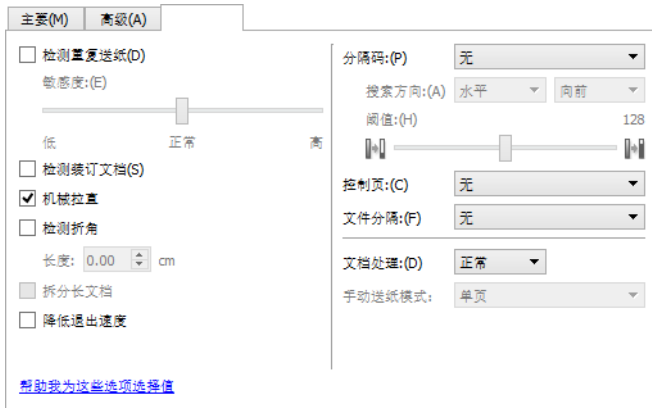 主要(M) 高级(A)
检测重复送纸(D)
敏感度:(E)
低 正常 高
检测装订文档(S)
机械拉直
检测折角
长度: 0.00 cm
拆分长文档
降低退出速度
帮助我为这些选项选择值
分隔码:(P) 无
搜索方向:(A) 水平 向前
阈值:(H) 128
控制页:(C) 无
文件分隔:(F) 无
文档处理:(D) 正常
手动送纸模式: 单页